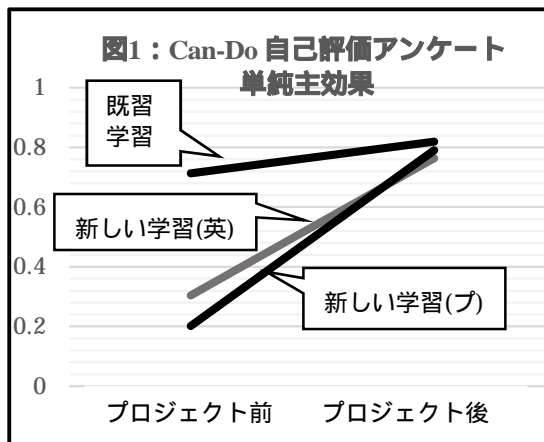 図1：Can-Do 自己評価アンケート
単純主効果
1
0.8
0.6
0.4
0.2
0
既習
学習
新しい学習(英)
新しい学習(プ)
プロジェクト前
プロジェクト後